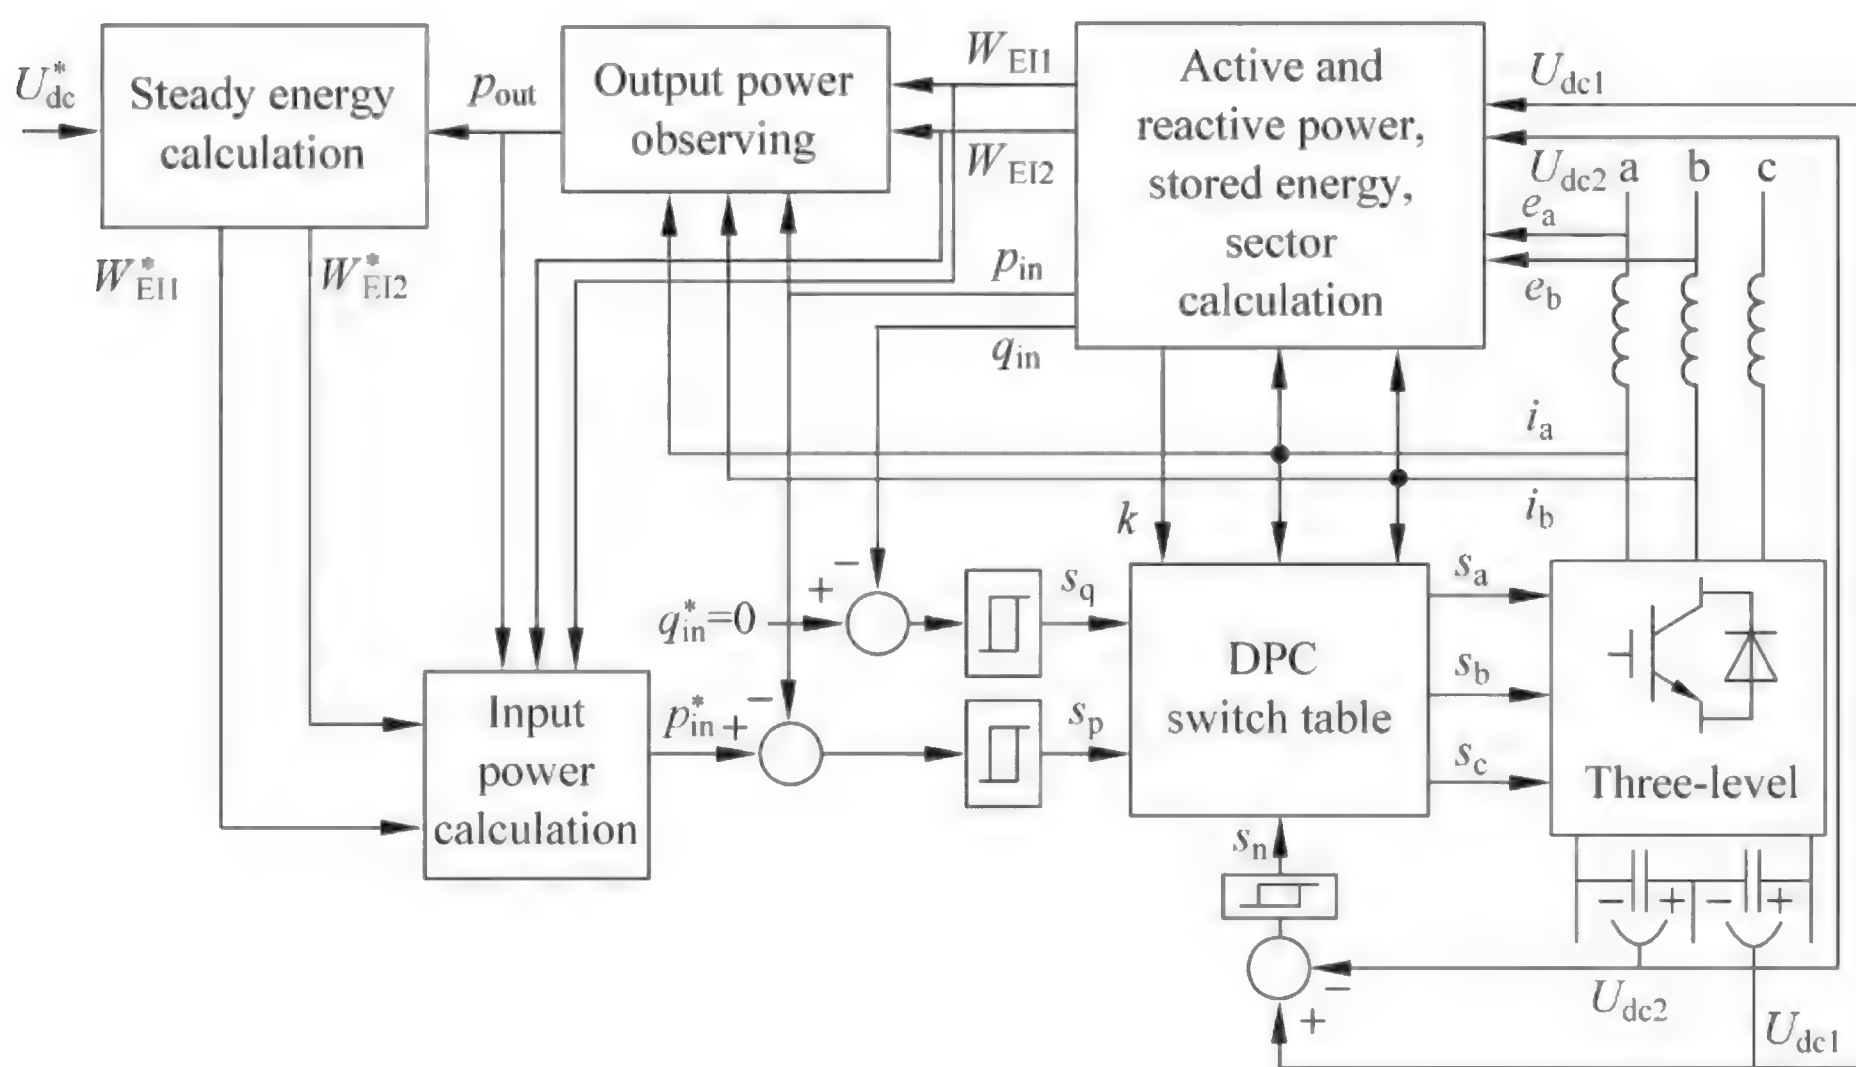 U*dc
Steady energy
calculation
pout
Output power
observing
WEI1
WEI2
Active and
reactive power,
stored energy,
sector
calculation
Udc1
Udc2
a b c
ea
eb
W*EI1
W*EI2
pin
qin
ia
ib
k
−
+
q*in=0
sq
DPC
switch table
sa
sb
sc
Three-level
Input
power
calculation
p*in
+
−
sp
sn
− + − +
−
+
Udc2
Udc1